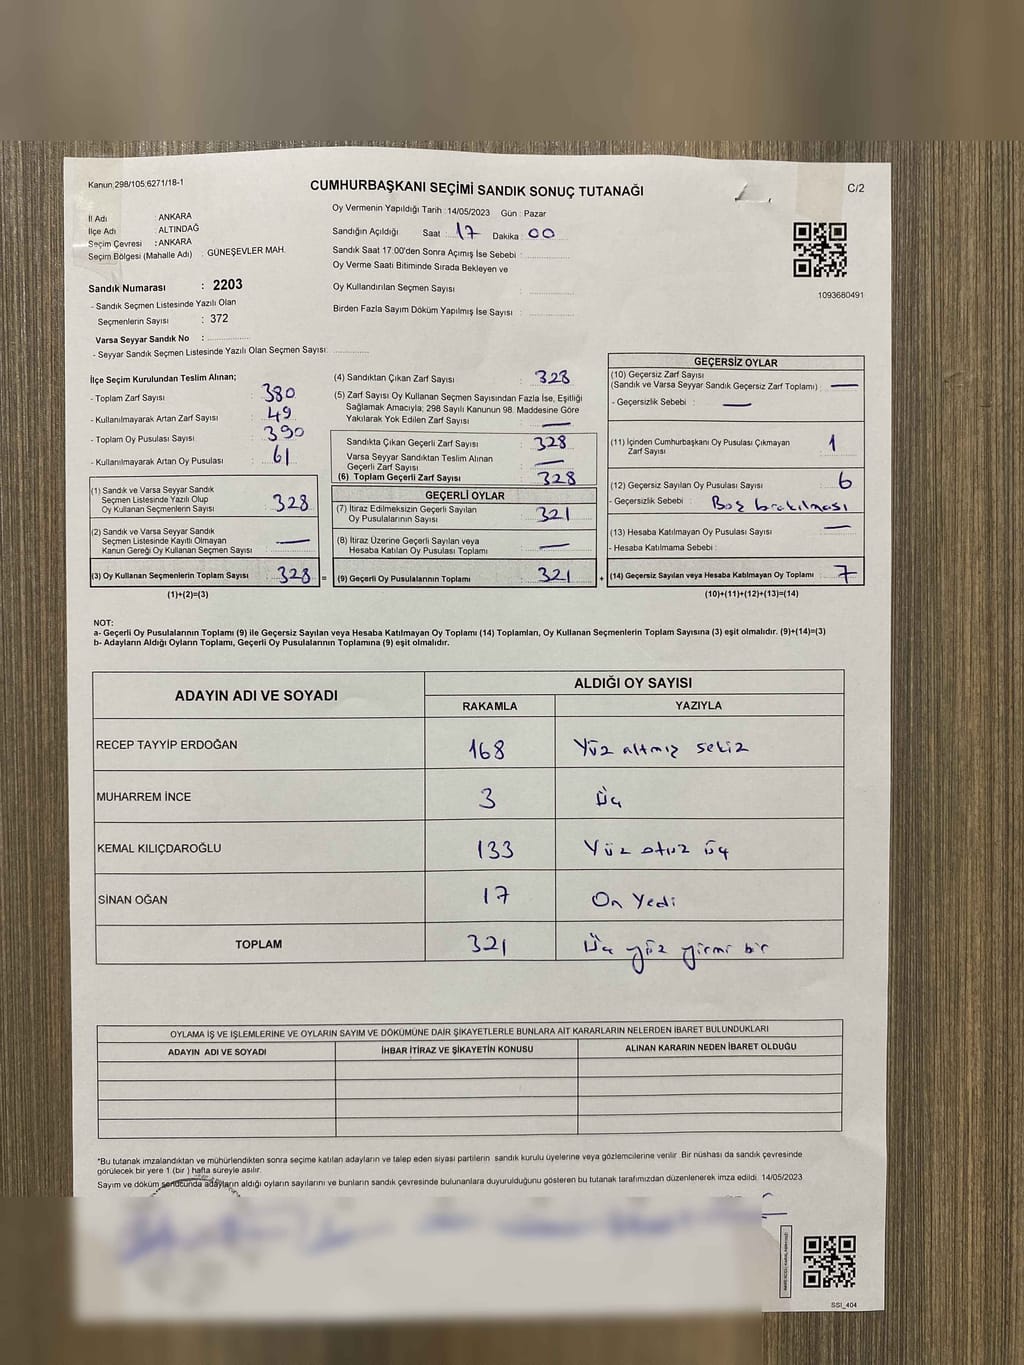 Kanun 298/105;6271/18-1
CUMHURBAŞKANI SEÇİMİ SANDIK SONUÇ TUTANAĞI
C/2
İl Adı : ANKARA
İlçe Adı : ALTINDAĞ
Seçim Çevresi : ANKARA
Seçim Bölgesi (Mahalle Adı) : GÜNEŞEVLER MAH.
Sandık Numarası : 2203
- Sandık Seçmen Listesinde Yazılı Olan
Seçmenlerin Sayısı : 372
Varsa Seyyar Sandık No :
- Seyyar Sandık Listesinde Yazılı Olan Seçmen Sayısı:
Oy Vermenin Yapıldığı Tarih : 14/05/2023 Gün : Pazar
Sandığın Açıldığı Saat : 17 Dakika : 00
Sandık Saat 17:00'den Sonra Açımış İse Sebebi :
Oy Verme Saati Bitiminde Sırada Bekleyen ve
Oy Kullandırılan Seçmen Sayısı :
Birden Fazla Sayım Döküm Yapılmış İse Sayısı :
1093680491
İlçe Seçim Kurulundan Teslim Alınan;
- Toplam Zarf Sayısı : 380
- Kullanılmayarak Artan Zarf Sayısı : 49
- Toplam Oy Pusulası Sayısı : 390
- Kullanılmayarak Artan Oy Pusulası : 61
(1) Sandık ve Varsa Seyyar Sandık
Seçmen Listesinde Yazılı Olup
Oy Kullanan Seçmenlerin Sayısı : 328
(2) Sandık ve Varsa Seyyar Sandık
Seçmen Listesinde Kayıtlı Olmayan
Kanun Gereği Oy Kullanan Seçmen Sayısı : —
(3) Oy Kullanan Seçmenlerin Toplam Sayısı : 328 =
(1)+(2)=(3)
(4) Sandıktan Çıkan Zarf Sayısı : 328
(5) Zarf Sayısı Oy Kullanan Seçmen Sayısından Fazla İse, Eşitliği
Sağlamak Amacıyla; 298 Sayılı Kanunun 98. Maddesine Göre
Yakılarak Yok Edilen Zarf Sayısı : —
Sandıkta Çıkan Geçerli Zarf Sayısı : 328
Varsa Seyyar Sandıktan Teslim Alınan
Geçerli Zarf Sayısı : —
(6) Toplam Geçerli Zarf Sayısı : 328
GEÇERLİ OYLAR
(7) İtiraz Edilmeksizin Geçerli Sayılan
Oy Pusulalarının Sayısı : 321
(8) İtiraz Üzerine Geçerli Sayılan veya
Hesaba Katılan Oy Pusulası Toplamı : —
(9) Geçerli Oy Pusulalarının Toplamı : 321 +
GEÇERSİZ OYLAR
(10) Geçersiz Zarf Sayısı
(Sandık ve Varsa Seyyar Sandık Geçersiz Zarf Toplamı) : —
- Geçersizlik Sebebi : —
(11) İçinden Cumhurbaşkanı Oy Pusulası Çıkmayan
Zarf Sayısı : 1
(12) Geçersiz Sayılan Oy Pusulası Sayısı : 6
- Geçersizlik Sebebi : Boş bırakılması
(13) Hesaba Katılmayan Oy Pusulası Sayısı : —
- Hesaba Katılmama Sebebi :
(14) Geçersiz Sayılan veya Hesaba Katılmayan Oy Toplamı : 7
(10)+(11)+(12)+(13)=(14)
NOT:
a- Geçerli Oy Pusulalarının Toplamı (9) ile Geçersiz Sayılan veya Hesaba Katılmayan Oy Toplamı (14) Toplamları, Oy Kullanan Seçmenlerin Toplam Sayısına (3) eşit olmalıdır. (9)+(14)=(3)
b- Adayların Aldığı Oyların Toplamı, Geçerli Oy Pusulalarının Toplamına (9) eşit olmalıdır.
ADAYIN ADI VE SOYADI ALDIĞI OY SAYISI
RAKAMLA YAZIYLA
RECEP TAYYİP ERDOĞAN 168 Yüz altmış sekiz
MUHARREM İNCE 3 Üç
KEMAL KILIÇDAROĞLU 133 Yüz otuz üç
SİNAN OĞAN 17 On Yedi
TOPLAM 321 Üç yüz yirmi bir
OYLAMA İŞ VE İŞLEMLERİNE VE OYLARIN SAYIM VE DÖKÜMÜNE DAİR ŞİKAYETLERLE BUNLARA AİT KARARLARIN NELERDEN İBARET BULUNDUKLARI
ADAYIN ADI VE SOYADI İHBAR İTİRAZ VE ŞİKAYETİN KONUSU ALINAN KARARIN NEDEN İBARET OLDUĞU
*Bu tutanak imzalandıktan ve mühürlendikten sonra seçime katılan adayların ve talep eden siyasi partilerin sandık kurulu üyelerine veya gözlemcilerine verilir. Bir nüshası da sandık çevresinde
görülecek bir yere 1 (bir ) hafta süreyle asılır.
Sayım ve döküm sonucunda adayların aldığı oyların sayılarını ve bunların sandık çevresinde bulunanlara duyurulduğunu gösteren bu tutanak tarafımızdan düzenlenerek imza edildi. 14/05/2023
SSI_404